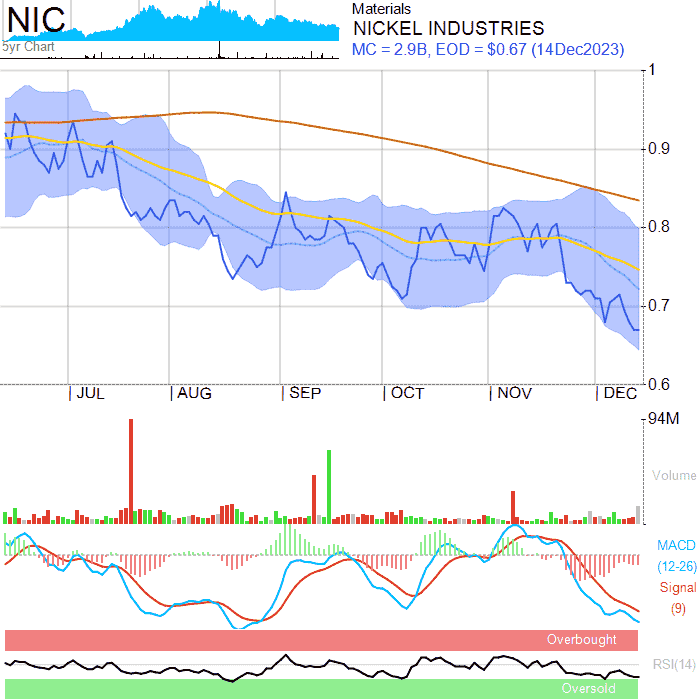 NIC
5yr Chart
Materials
NICKEL INDUSTRIES
MC = 2.9B, EOD = $0.67 (14Dec2023)
1
0.9
0.8
0.7
0.6
JUL AUG SEP OCT NOV DEC
94M
Volume
MACD
(12-26)
Signal
(9)
Overbought
RSI(14)
Oversold